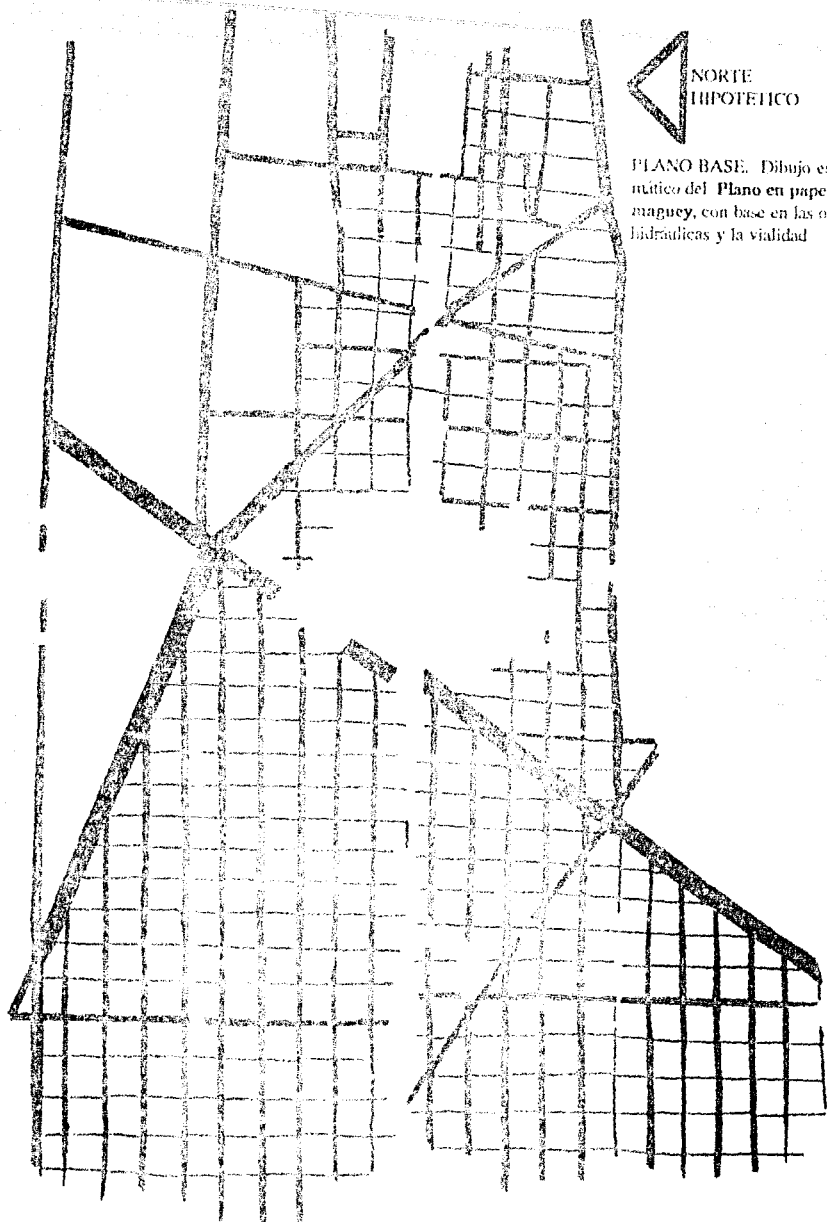 NORTE
HIPOTETICO
PLANO BASE. Dibujo es
mático del Plano en pape
maguey, con base en las o
hidráulicas y la vialidad